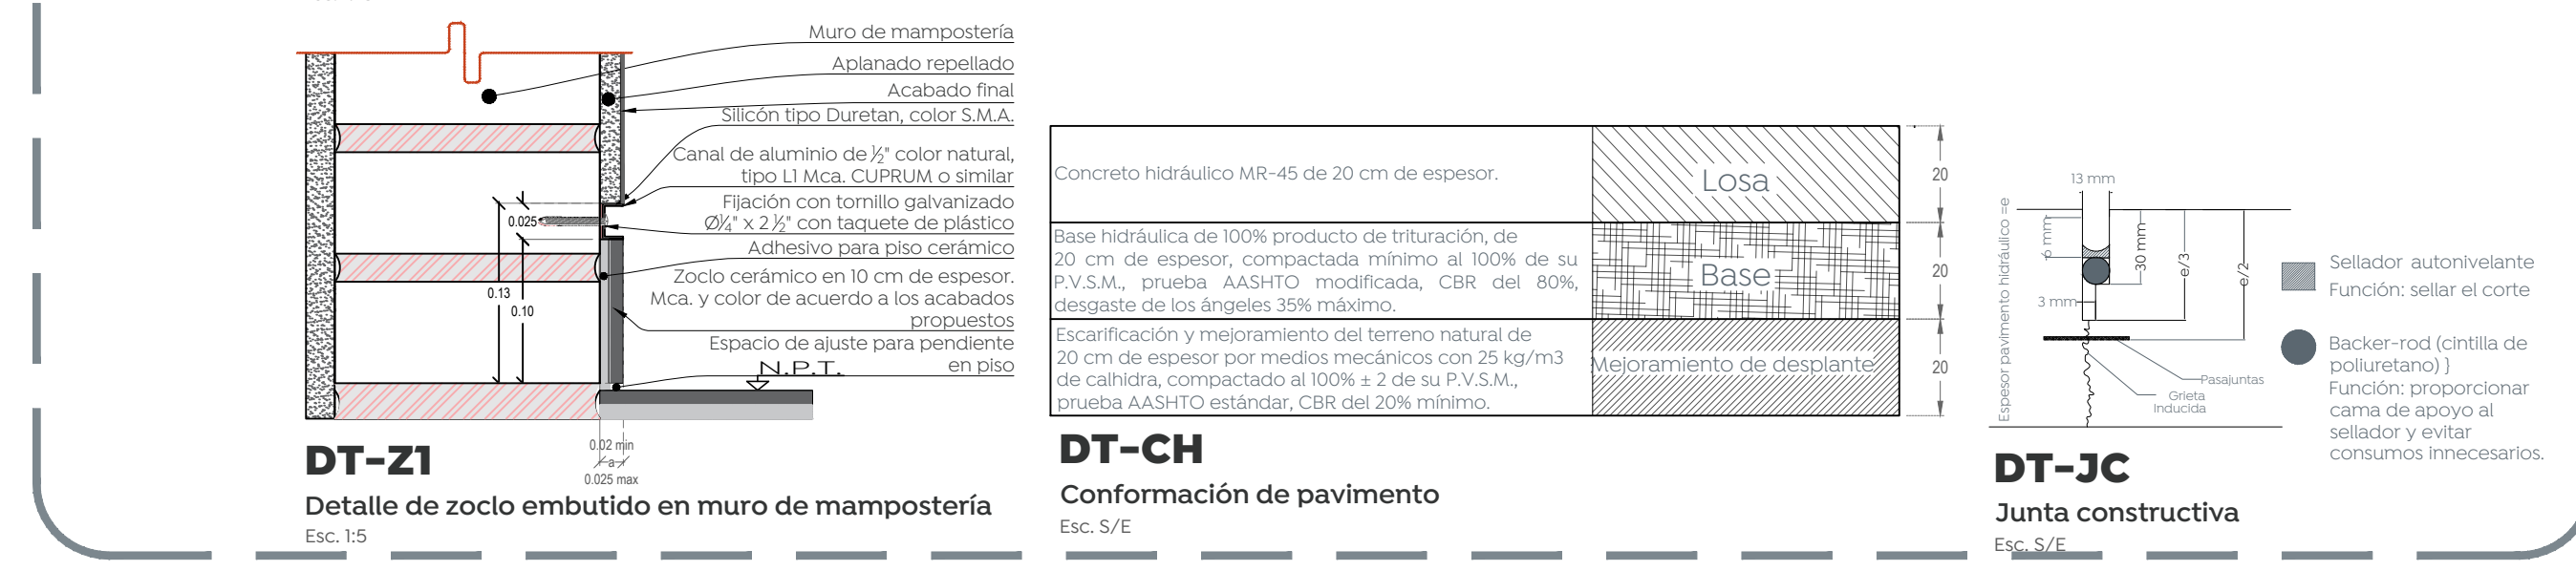 Muro de mampostería
Aplanado repellado
Acabado final
Silicón tipo Duretan, color S.M.A.
Canal de aluminio de ½" color natural,
tipo L1 Mca. CUPRUM o similar
Fijación con tornillo galvanizado
Ø¼" x 2 ½" con taquete de plástico
Adhesivo para piso cerámico
Zoclo cerámico en 10 cm de espesor.
Mca. y color de acuerdo a los acabados
propuestos
Espacio de ajuste para pendiente
en piso
N.P.T.
0.025
0.13
0.10
0.02 min
a
0.025 max
DT-Z1
Detalle de zoclo embutido en muro de mampostería
Esc. 1:5
Concreto hidráulico MR-45 de 20 cm de espesor.
Losa
20
Base hidráulica de 100% producto de trituración, de
20 cm de espesor, compactada mínimo al 100% de su
P.V.S.M., prueba AASHTO modificada, CBR del 80%,
desgaste de los ángeles 35% máximo.
Base
20
Escarificación y mejoramiento del terreno natural de
20 cm de espesor por medios mecánicos con 25 kg/m3
de calhidra, compactado al 100% ± 2 de su P.V.S.M.,
prueba AASHTO estándar, CBR del 20% mínimo.
Mejoramiento de desplante
20
DT-CH
Conformación de pavimento
Esc. S/E
Espesor pavimento hidráulico =e
13 mm
6 mm
30 mm
e/3
e/2
3 mm
Pasajuntas
Grieta
Inducida
Sellador autonivelante
Función: sellar el corte
Backer-rod (cintilla de
poliuretano) }
Función: proporcionar
cama de apoyo al
sellador y evitar
consumos innecesarios.
DT-JC
Junta constructiva
Esc. S/E